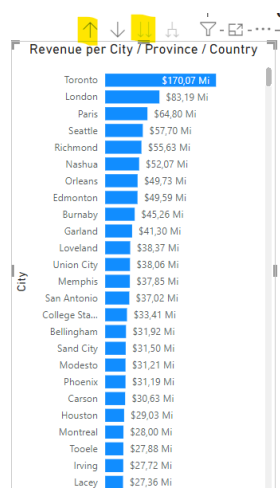 Revenue per City / Province / Country
Toronto $170,07 Mi
London $83,19 Mi
Paris $64,80 Mi
Seattle $57,70 Mi
Richmond $55,63 Mi
Nashua $52,07 Mi
Orleans $49,73 Mi
Edmonton $49,59 Mi
Burnaby $45,26 Mi
Garland $41,30 Mi
Loveland $38,37 Mi
Union City $38,06 Mi
Memphis $37,85 Mi
San Antonio $37,02 Mi
College Sta... $33,41 Mi
Bellingham $31,92 Mi
Sand City $31,50 Mi
Modesto $31,21 Mi
Phoenix $31,19 Mi
Carson $30,63 Mi
Houston $29,03 Mi
Montreal $28,00 Mi
Tooele $27,88 Mi
Irving $27,72 Mi
Lacey $27,36 Mi
City